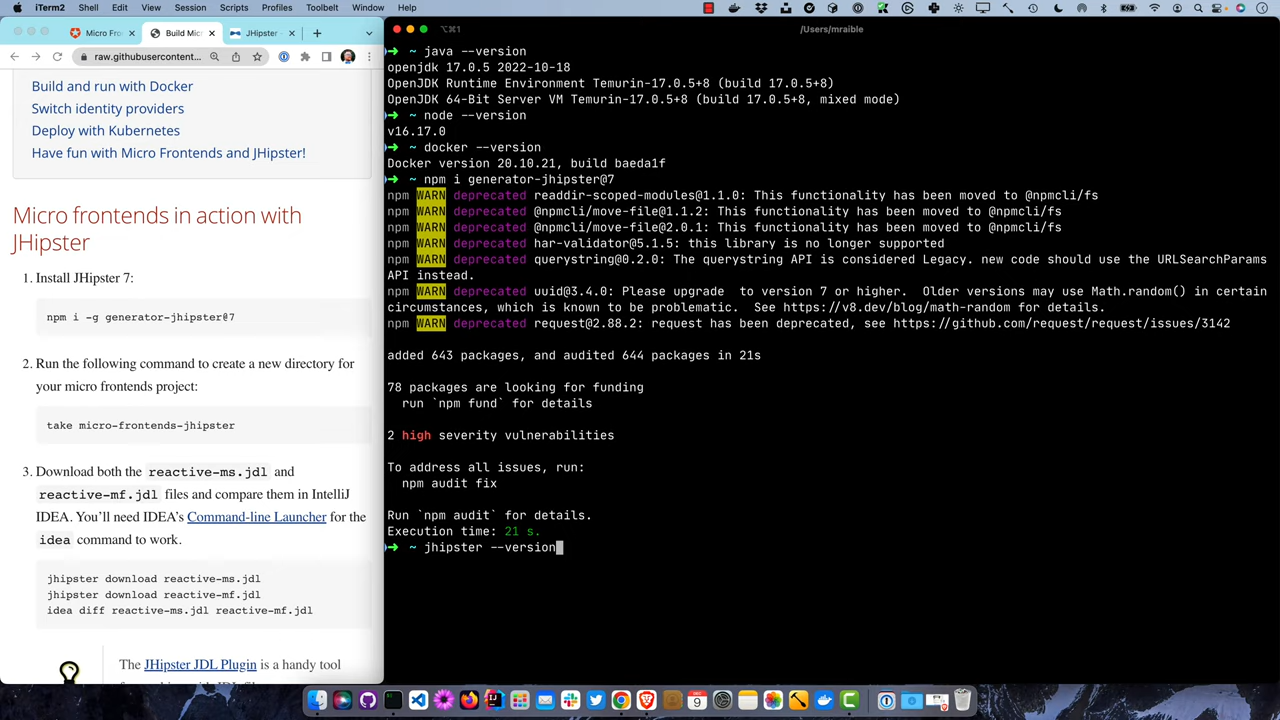 iTerm2 Shell Edit View Session Scripts Profiles Toolbelt Window Help
Micro Fro
Build Mic
JHipster
raw.githubusercontent...
Build and run with Docker
Switch identity providers
Deploy with Kubernetes
Have fun with Micro Frontends and JHipster!
Micro frontends in action with
JHipster
1. Install JHipster 7:
npm i -g generator-jhipster@7
2. Run the following command to create a new directory for
your micro frontends project:
take micro-frontends-jhipster
3. Download both the reactive-ms.jdl and
reactive-mf.jdl files and compare them in IntelliJ
IDEA. You’ll need IDEA’s Command-line Launcher for the
idea command to work.
jhipster download reactive-ms.jdl
jhipster download reactive-mf.jdl
idea diff reactive-ms.jdl reactive-mf.jdl
The JHipster JDL Plugin is a handy tool
⌥⌘1
/Users/mraible
➜ ~ java --version
openjdk 17.0.5 2022-10-18
OpenJDK Runtime Environment Temurin-17.0.5+8 (build 17.0.5+8)
OpenJDK 64-Bit Server VM Temurin-17.0.5+8 (build 17.0.5+8, mixed mode)
➜ ~ node --version
v16.17.0
➜ ~ docker --version
Docker version 20.10.21, build baeda1f
➜ ~ npm i generator-jhipster@7
npm WARN deprecated readdir-scoped-modules@1.1.0: This functionality has been moved to @npmcli/fs
npm WARN deprecated @npmcli/move-file@1.1.2: This functionality has been moved to @npmcli/fs
npm WARN deprecated @npmcli/move-file@2.0.1: This functionality has been moved to @npmcli/fs
npm WARN deprecated har-validator@5.1.5: this library is no longer supported
npm WARN deprecated querystring@0.2.0: The querystring API is considered Legacy. new code should use the URLSearchParams
API instead.
npm WARN deprecated uuid@3.4.0: Please upgrade  to version 7 or higher.  Older versions may use Math.random() in certain
circumstances, which is known to be problematic.  See https://v8.dev/blog/math-random for details.
npm WARN deprecated request@2.88.2: request has been deprecated, see https://github.com/request/request/issues/3142
added 643 packages, and audited 644 packages in 21s
78 packages are looking for funding
run `npm fund` for details
2 high severity vulnerabilities
To address all issues, run:
npm audit fix
Run `npm audit` for details.
Execution time: 21 s.
➜ ~ jhipster --version